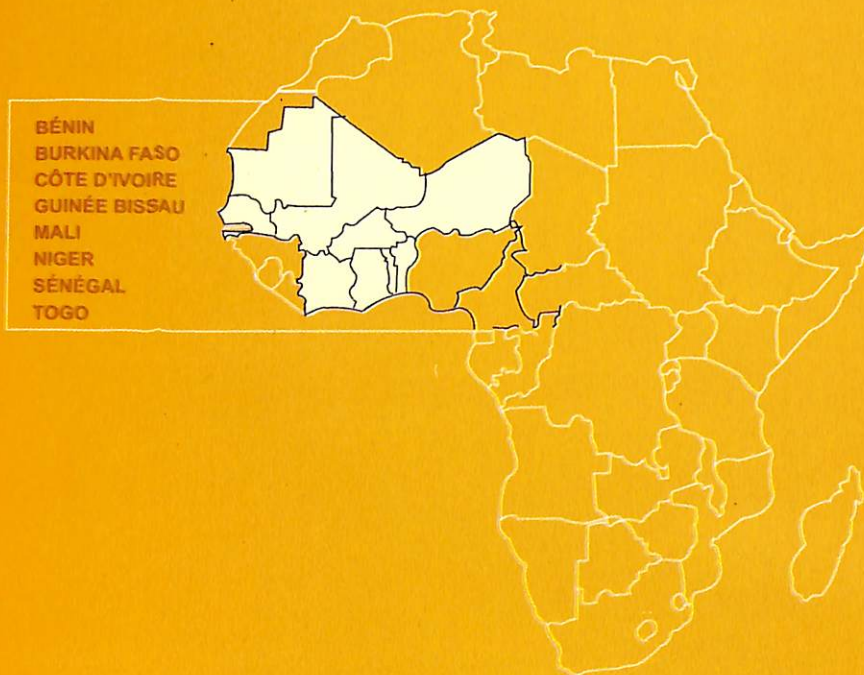 BÉNIN
BURKINA FASO
CÔTE D'IVOIRE
GUINÉE BISSAU
MALI
NIGER
SÉNÉGAL
TOGO